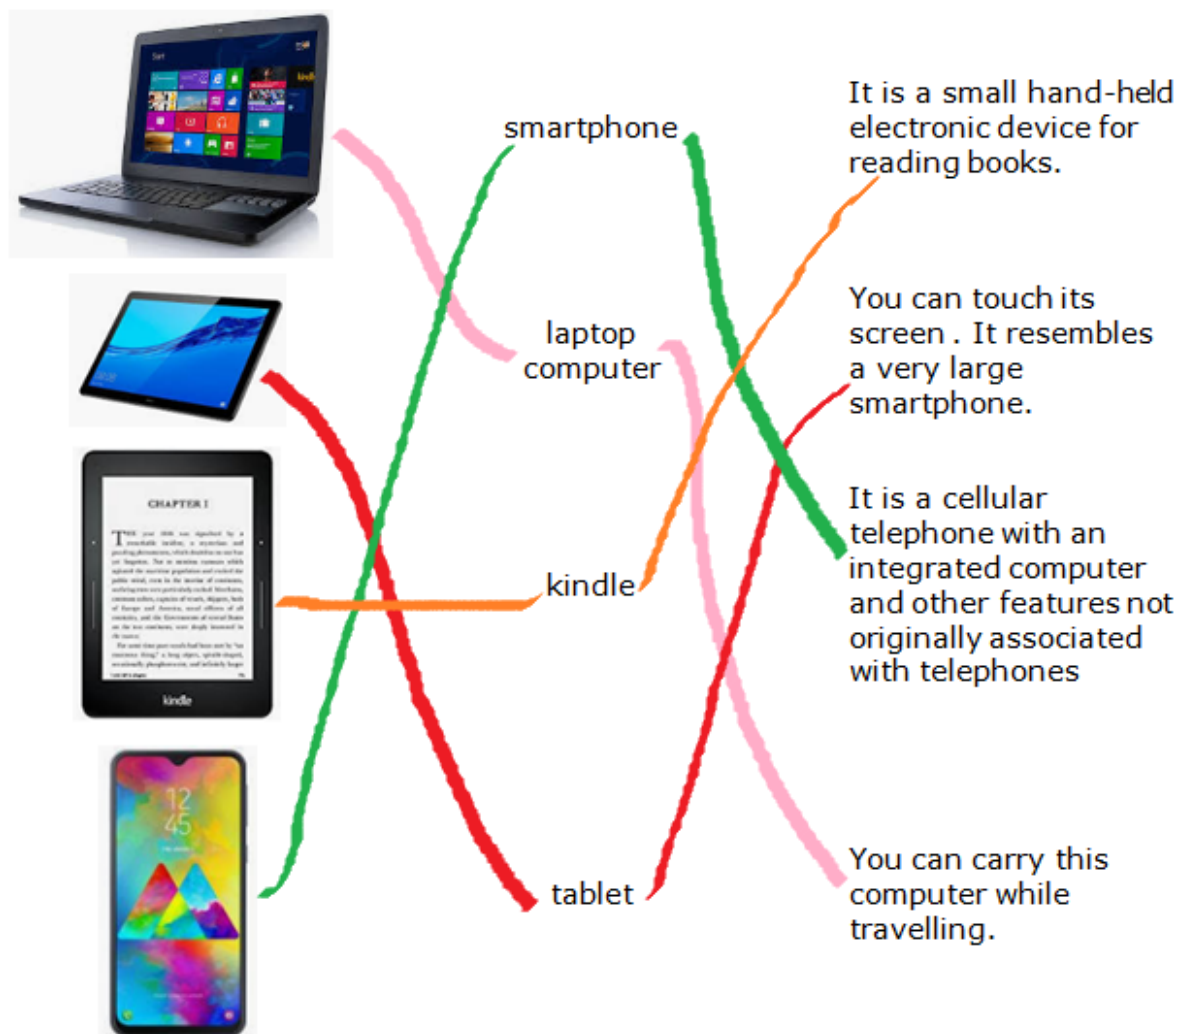 Start
smartphone
It is a small hand-held
electronic device for
reading books.
laptop
computer
You can touch its
screen . It resembles
a very large
smartphone.
CHAPTER I
kindle
kindle
It is a cellular
telephone with an
integrated computer
and other features not
originally associated
with telephones
12
45
tablet
You can carry this
computer while
travelling.